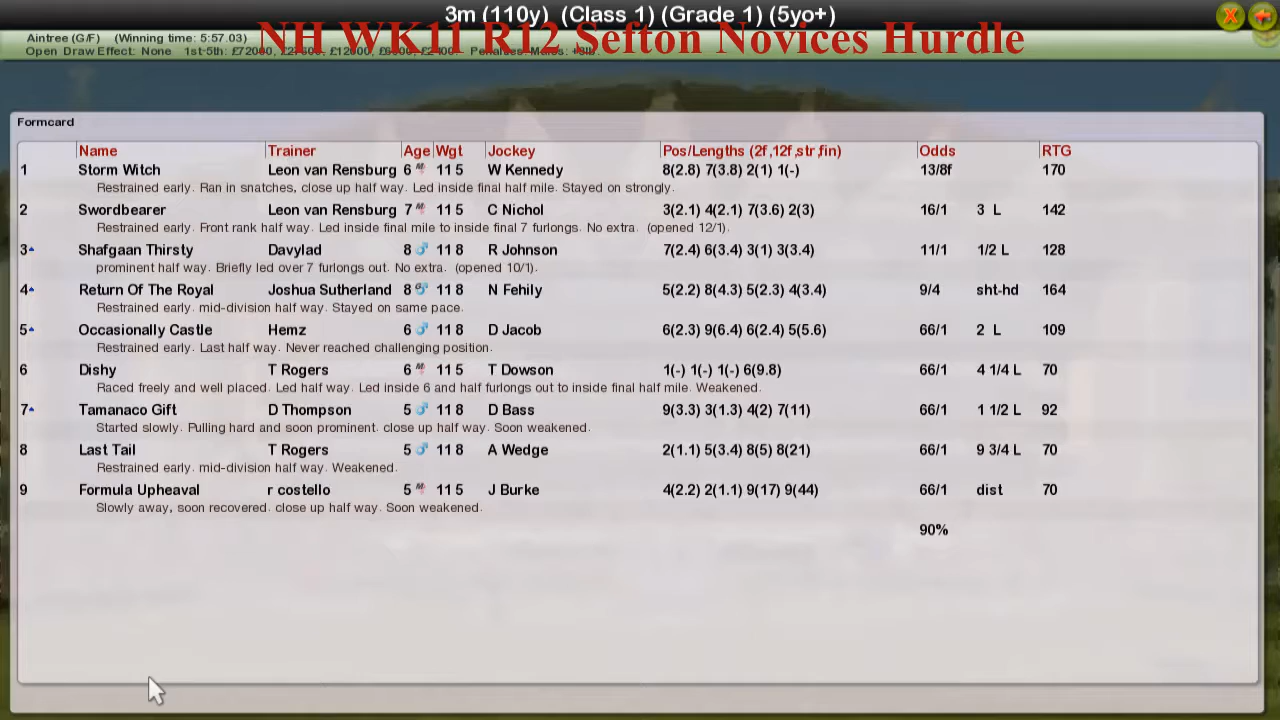 3m (110y) (Class 1) (Grade 1) (5yo+)
NH WK11 R12 Sefton Novices Hurdle
Aintree (G/F) (Winning time: 5:57.03)
Open Draw Effect: None 1st-5th: £72000,
Formcard
Name Trainer Age Wgt Jockey Pos/Lengths (2f,12f,str,fin) Odds RTG
1 Storm Witch Leon van Rensburg 6 11 5 W Kennedy 8(2.8) 7(3.8) 2(1) 1(-) 13/8f 170
Restrained early. Ran in snatches, close up half way. Led inside final half mile. Stayed on strongly.
2 Swordbearer Leon van Rensburg 7 11 5 C Nichol 3(2.1) 4(2.1) 7(3.6) 2(3) 16/1 3 L 142
Restrained early. Front rank half way. Led inside final mile to inside final 7 furlongs. No extra. (opened 12/1).
3 Shafgaan Thirsty Davylad 8 11 8 R Johnson 7(2.4) 6(3.4) 3(1) 3(3.4) 11/1 1/2 L 128
prominent half way. Briefly led over 7 furlongs out. No extra. (opened 10/1).
4 Return Of The Royal Joshua Sutherland 8 11 8 N Fehily 5(2.2) 8(4.3) 5(2.3) 4(3.4) 9/4 sht-hd 164
Restrained early. mid-division half way. Stayed on same pace.
5 Occasionally Castle Hemz 6 11 8 D Jacob 6(2.3) 9(6.4) 6(2.4) 5(5.6) 66/1 2 L 109
Restrained early. Last half way. Never reached challenging position.
6 Dishy T Rogers 6 11 5 T Dowson 1(-) 1(-) 1(-) 6(9.8) 66/1 4 1/4 L 70
Raced freely and well placed. Led half way. Led inside 6 and half furlongs out to inside final half mile. Weakened.
7 Tamanaco Gift D Thompson 5 11 8 D Bass 9(3.3) 3(1.3) 4(2) 7(11) 66/1 1 1/2 L 92
Started slowly. Pulling hard and soon prominent. close up half way. Soon weakened.
8 Last Tail T Rogers 5 11 8 A Wedge 2(1.1) 5(3.4) 8(5) 8(21) 66/1 9 3/4 L 70
Restrained early. mid-division half way. Weakened.
9 Formula Upheaval r costello 5 11 5 J Burke 4(2.2) 2(1.1) 9(17) 9(44) 66/1 dist 70
Slowly away, soon recovered. close up half way. Soon weakened.
90%